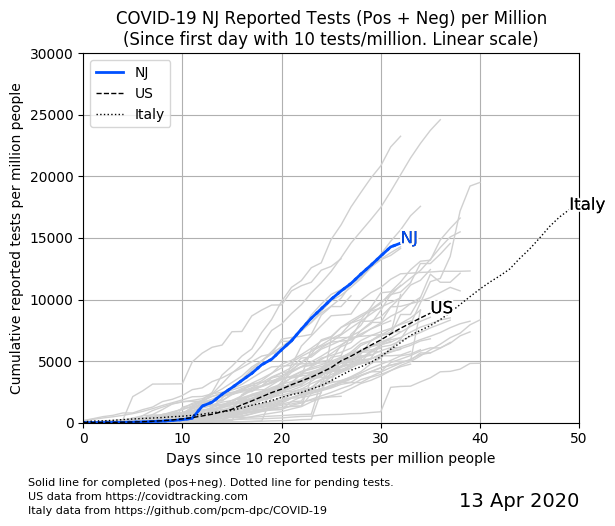 COVID-19 NJ Reported Tests (Pos + Neg) per Million
(Since first day with 10 tests/million. Linear scale)
Cumulative reported tests per million people
30000
25000
20000
15000
10000
5000
0
NJ
US
Italy
Italy
NJ
US
0 10 20 30 40 50
Days since 10 reported tests per million people
Solid line for completed (pos+neg). Dotted line for pending tests.
US data from https://covidtracking.com
Italy data from https://github.com/pcm-dpc/COVID-19
13 Apr 2020